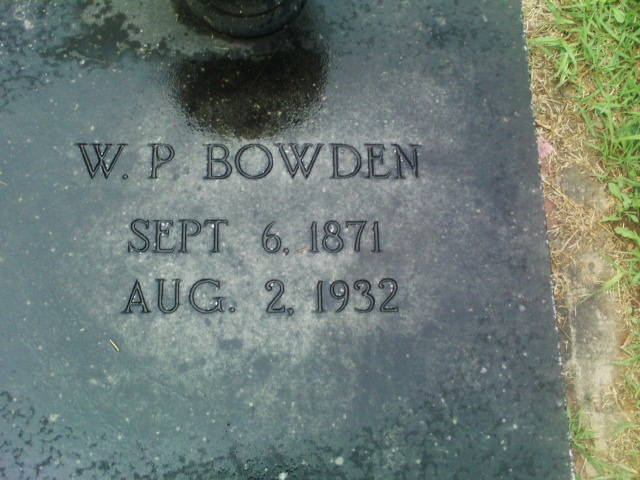 W. P BOWDEN
SEPT 6, 1871
AUG. 2, 1932